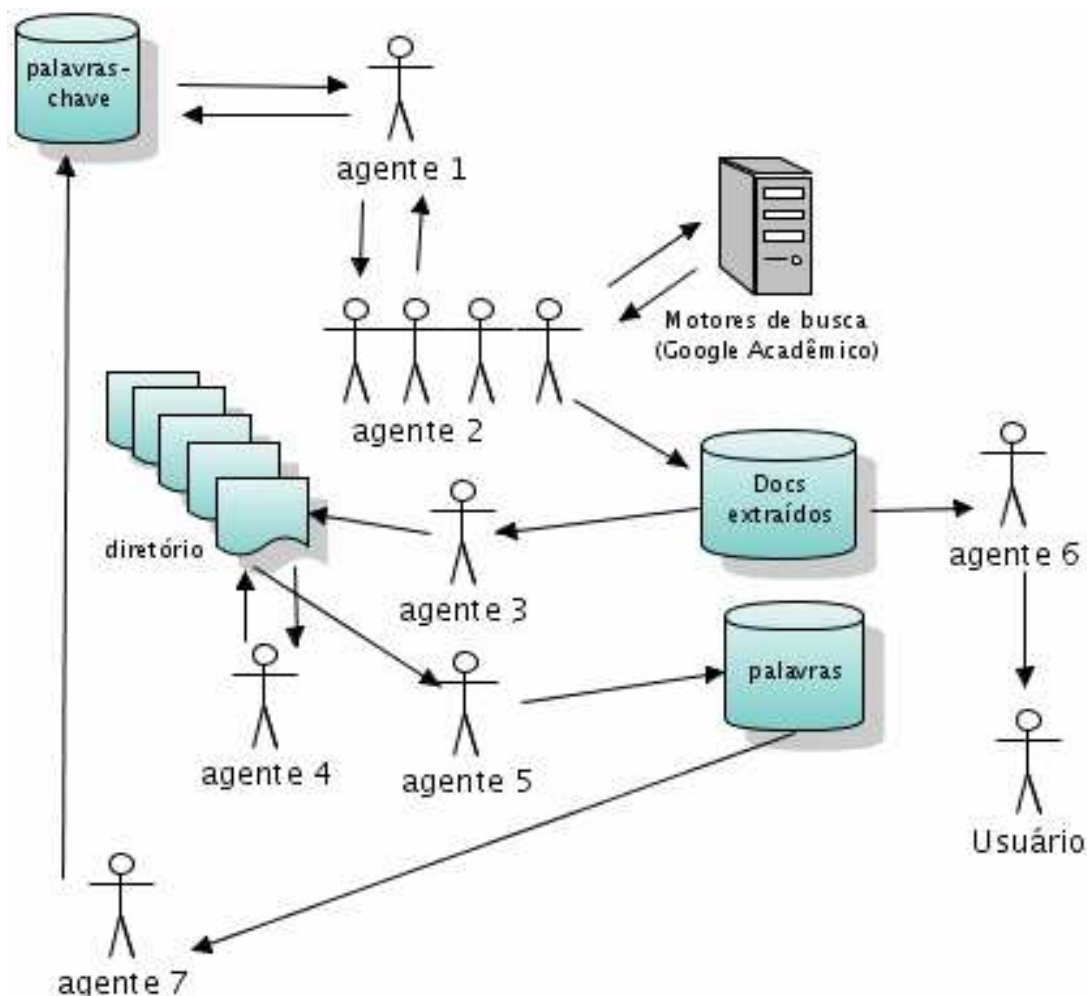 palavras-
chave
agente 1
Motores de busca
(Google Acadêmico)
agente 2
Docs
extraídos
diretório
agente 3
agente 6
palavras
agente 4
agente 5
Usuário
agente 7